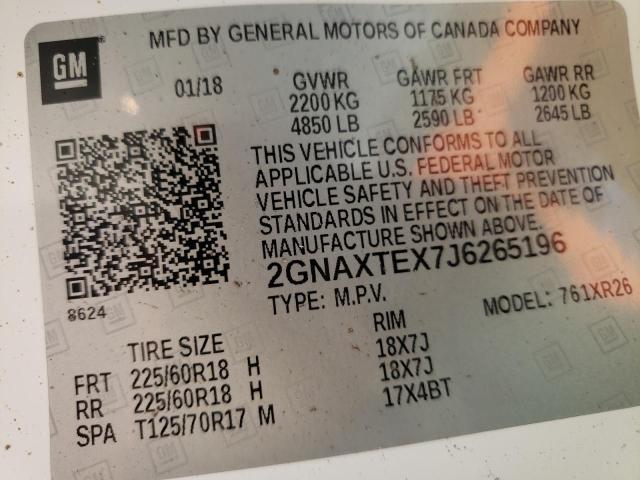 GM
MFD BY GENERAL MOTORS OF CANADA COMPANY
01/18 GVWR GAWR FRT GAWR RR
2200 KG 1175 KG 1200 KG
4850 LB 2590 LB 2645 LB
THIS VEHICLE CONFORMS TO ALL
APPLICABLE U.S. FEDERAL MOTOR
VEHICLE SAFETY AND THEFT PREVENTION
STANDARDS IN EFFECT ON THE DATE OF
MANUFACTURE SHOWN ABOVE.
2GNAXTEX7J6265196
8624
TYPE: M.P.V. MODEL: 761XR26
TIRE SIZE RIM
FRT 225/60R18 H 18X7J
RR 225/60R18 H 18X7J
SPA T125/70R17 M 17X4BT